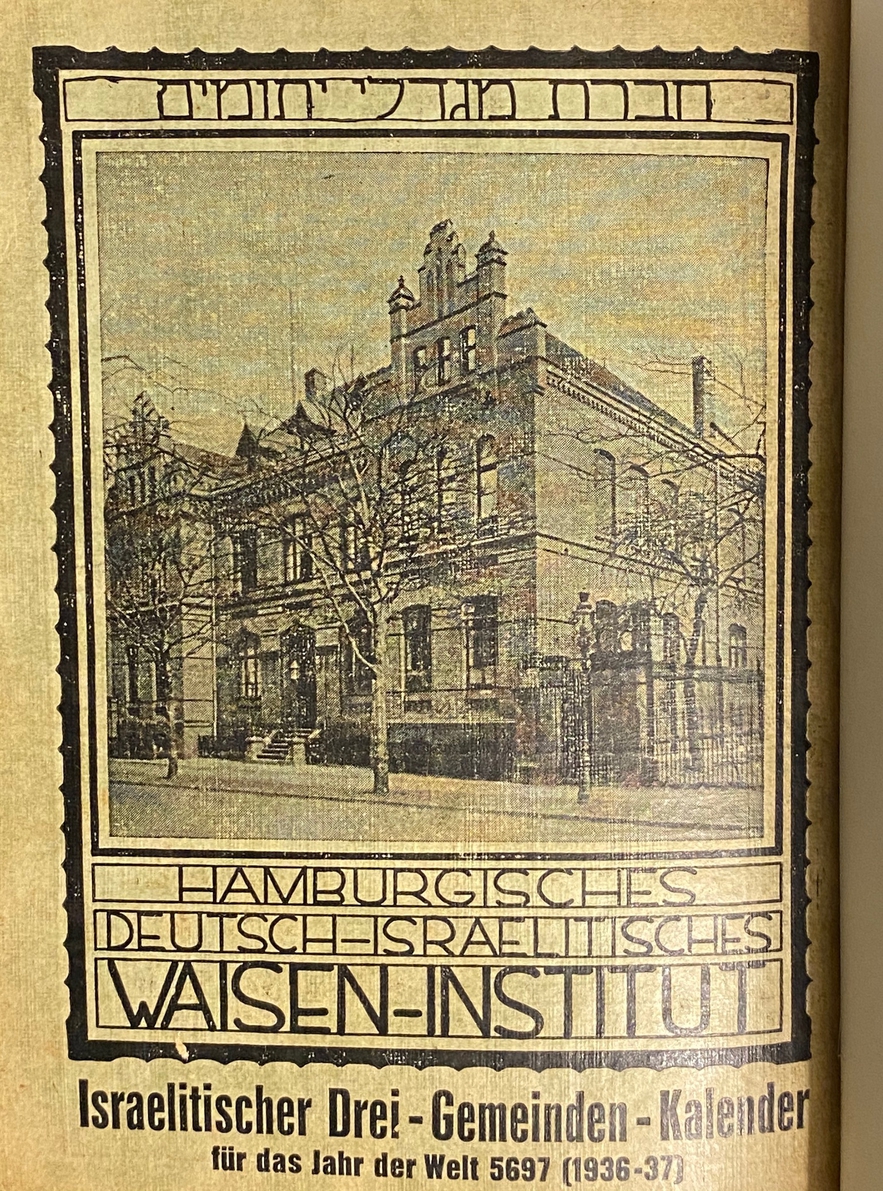 חברת מגדלי יתומים
HAMBURGISCHES
DEUTSCH-ISRAELITISCHES
WAISEN-INSTITUT
Israelitischer Drei-Gemeinden-Kalender
für das Jahr der Welt 5697 (1936-37)